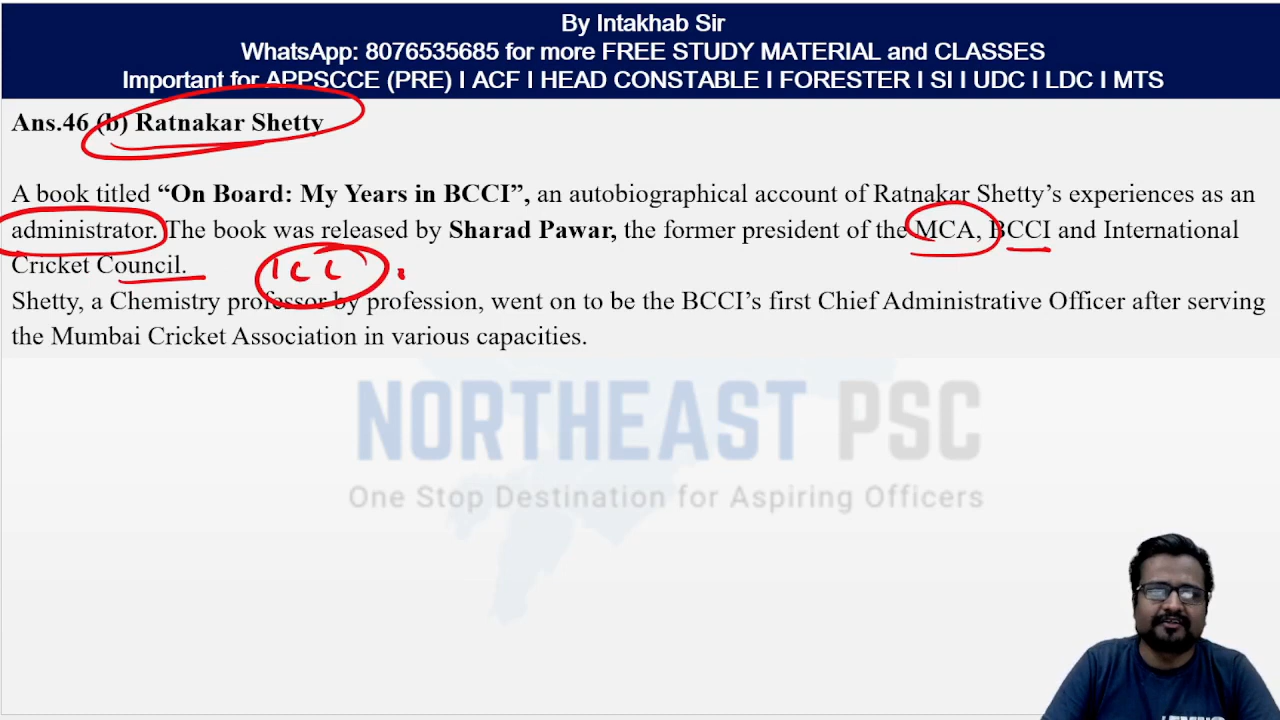 By Intakhab Sir
WhatsApp: 8076535685 for more FREE STUDY MATERIAL and CLASSES
Important for APPSCCE (PRE) I ACF I HEAD CONSTABLE I FORESTER I SI I UDC I LDC I MTS
Ans.46 (b) Ratnakar Shetty
A book titled “On Board: My Years in BCCI”, an autobiographical account of Ratnakar Shetty’s experiences as an
administrator. The book was released by Sharad Pawar, the former president of the MCA, BCCI and International
Cricket Council.
ICC
Shetty, a Chemistry professor by profession, went on to be the BCCI’s first Chief Administrative Officer after serving
the Mumbai Cricket Association in various capacities.
NORTHEAST PSC
One Stop Destination for Aspiring Officers